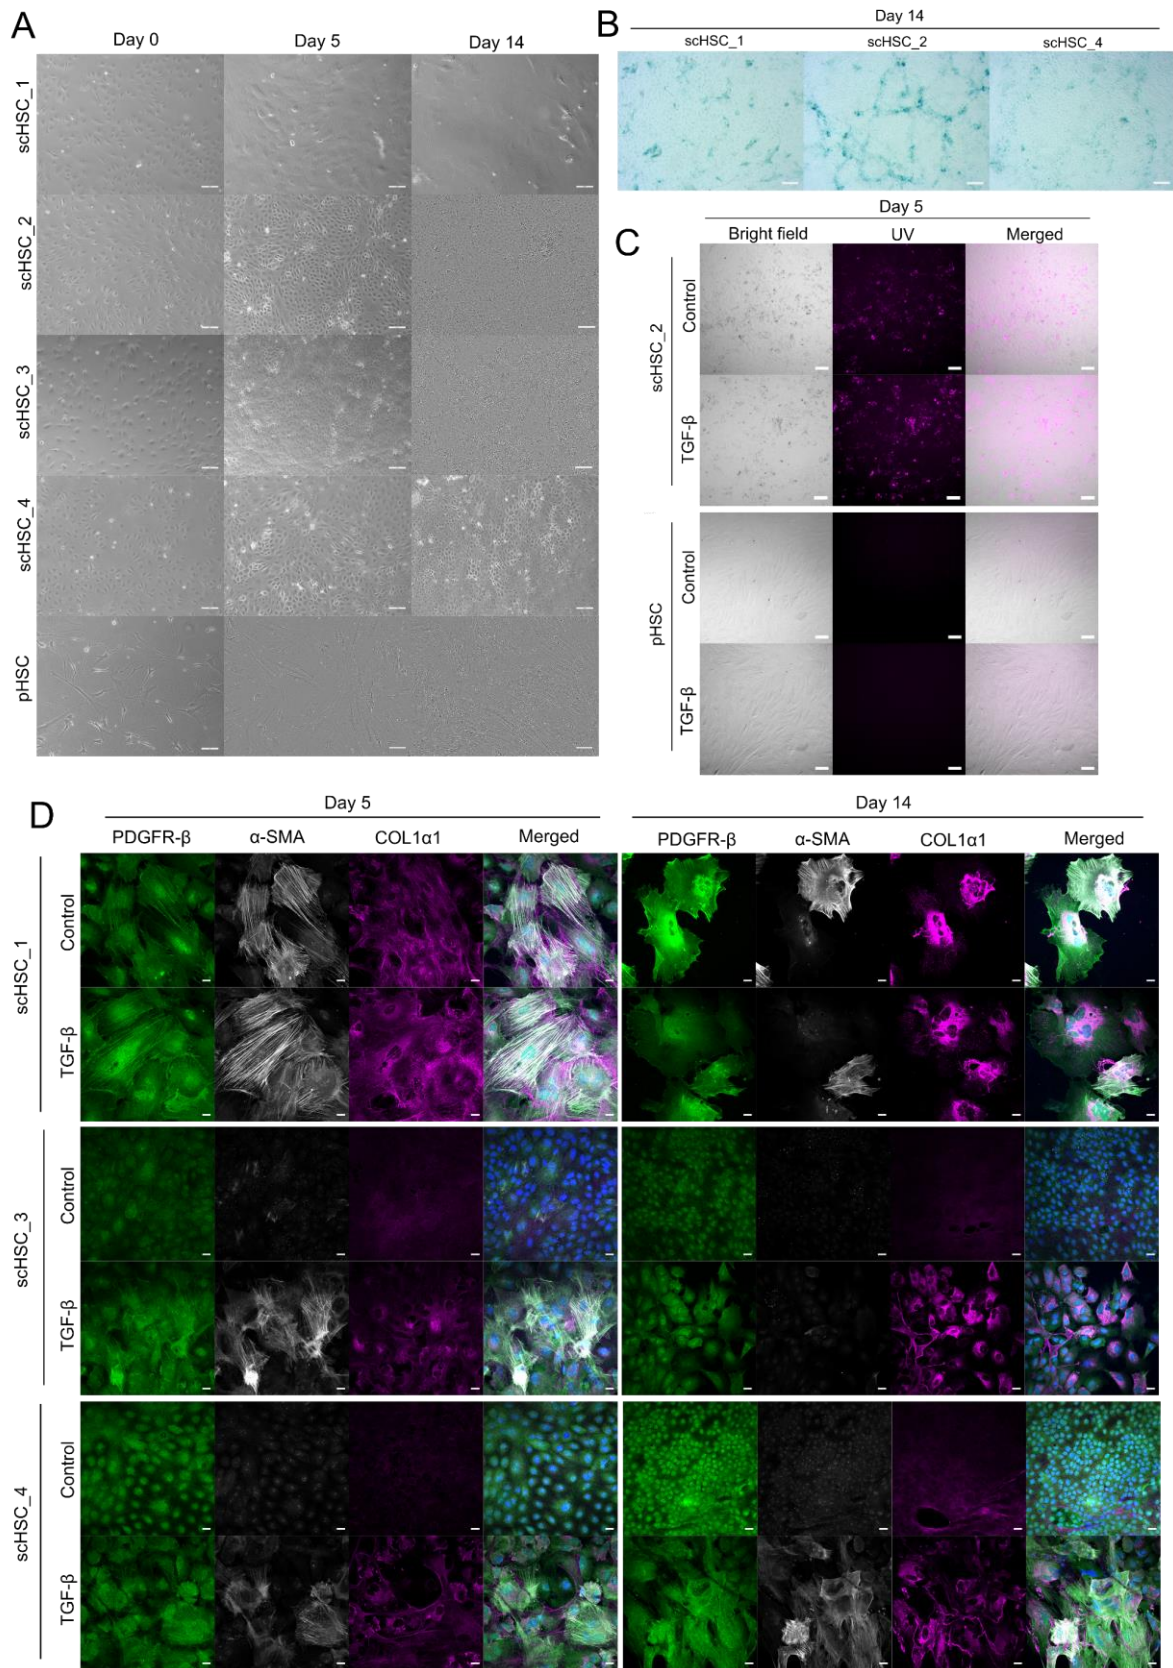 A
Day 0 Day 5 Day 14
scHSC_1
scHSC_2
scHSC_3
scHSC_4
pHSC
B
Day 14
scHSC_1 scHSC_2 scHSC_4
C
Day 5
Bright field UV Merged
scHSC_2
Control
TGF-β
pHSC
Control
TGF-β
D
Day 5 Day 14
PDGFR-β α-SMA COL1α1 Merged PDGFR-β α-SMA COL1α1 Merged
scHSC_1
Control
TGF-β
scHSC_3
Control
TGF-β
scHSC_4
Control
TGF-β